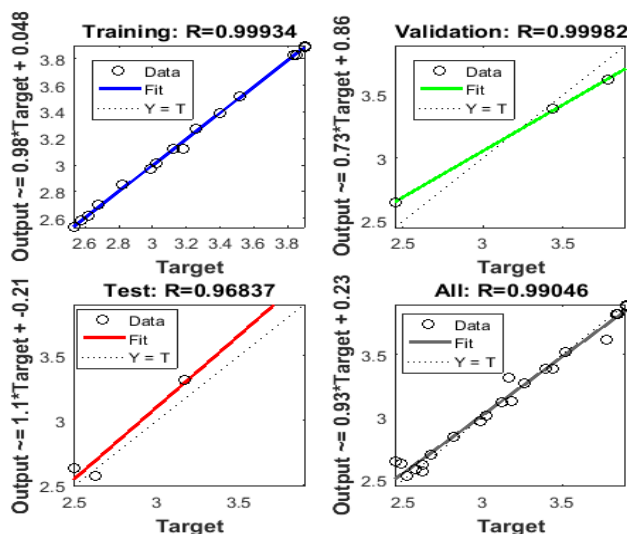 Training: R=0.99934
Output ~= 0.98*Target + 0.048
3.8
3.6
3.4
3.2
3
2.8
2.6
Data
Fit
Y = T
2.6 2.8 3 3.2 3.4 3.6 3.8
Target
Validation: R=0.99982
Output ~= 0.73*Target + 0.86
3.5
3
2.5
Data
Fit
Y = T
2.5 3 3.5
Target
Test: R=0.96837
Output ~= 1.1*Target + -0.21
3.5
3
2.5
Data
Fit
Y = T
2.5 3 3.5
Target
All: R=0.99046
Output ~= 0.93*Target + 0.23
3.5
3
2.5
Data
Fit
Y = T
2.5 3 3.5
Target